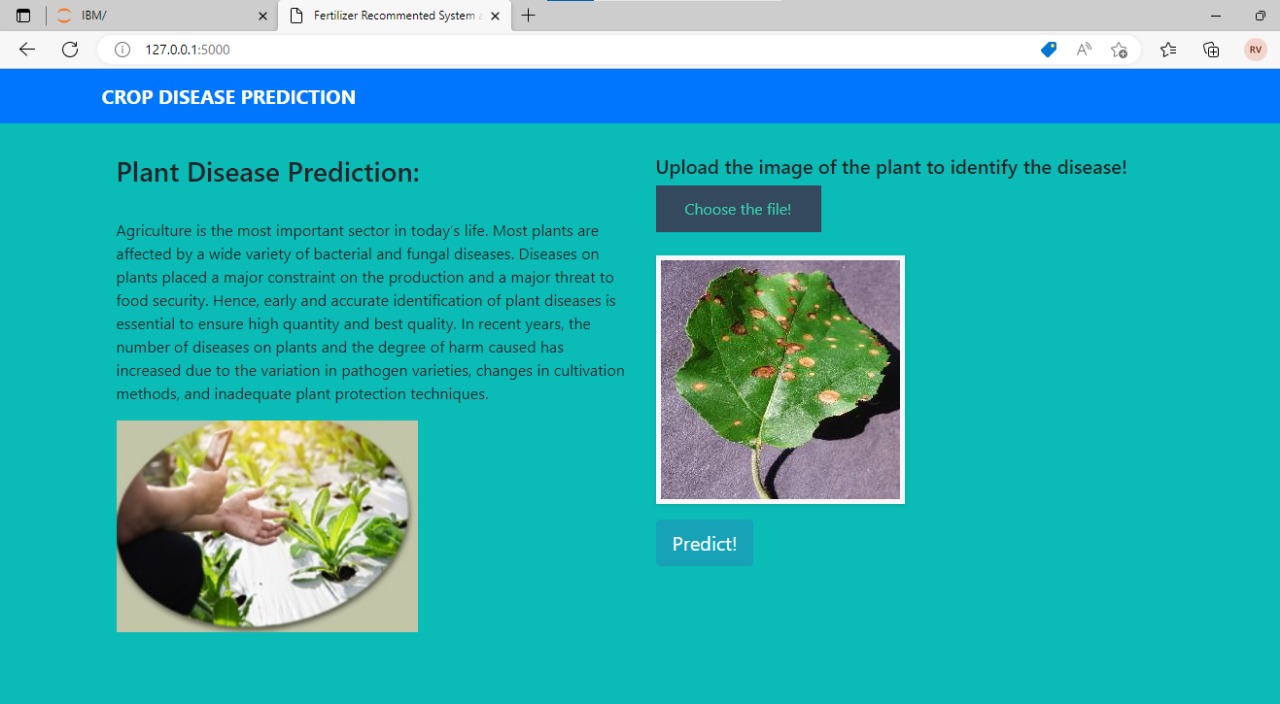 IBM/
Fertilizer Recommented System
127.0.0.1:5000
RV
CROP DISEASE PREDICTION
Plant Disease Prediction:
Agriculture is the most important sector in today's life. Most plants are
affected by a wide variety of bacterial and fungal diseases. Diseases on
plants placed a major constraint on the production and a major threat to
food security. Hence, early and accurate identification of plant diseases is
essential to ensure high quantity and best quality. In recent years, the
number of diseases on plants and the degree of harm caused has
increased due to the variation in pathogen varieties, changes in cultivation
methods, and inadequate plant protection techniques.
Upload the image of the plant to identify the disease!
Choose the file!
Predict!